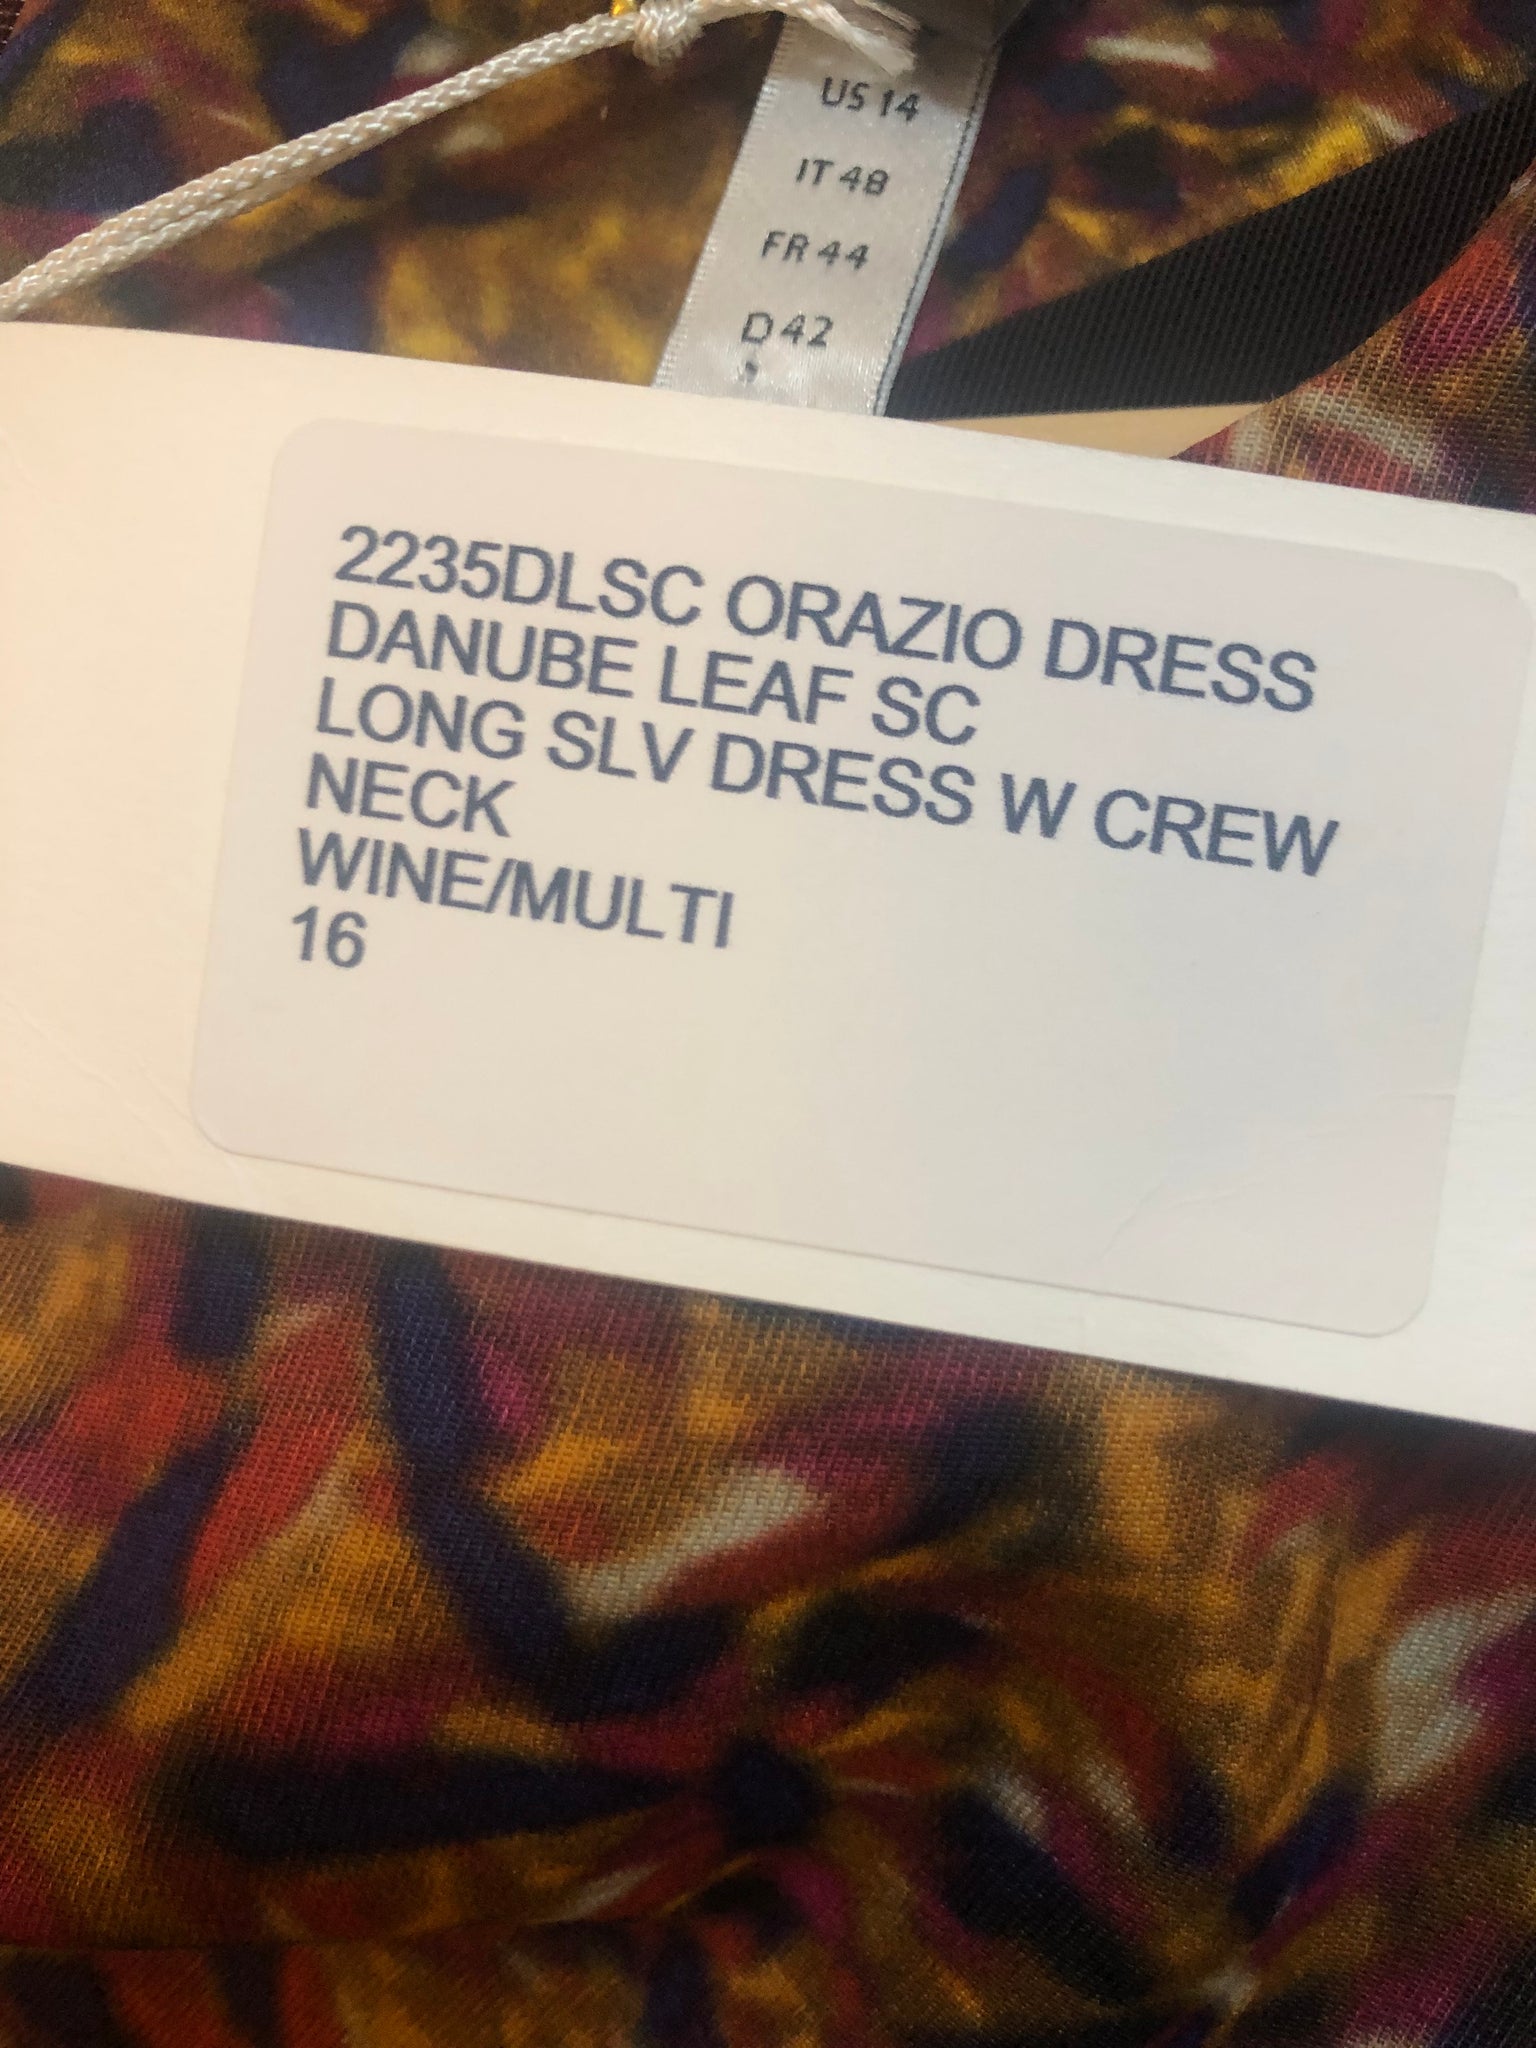 US 14
IT 48
FR 44
D 42
2235DLSC ORAZIO DRESS
DANUBE LEAF SC
LONG SLV DRESS W CREW
NECK
WINE/MULTI
16